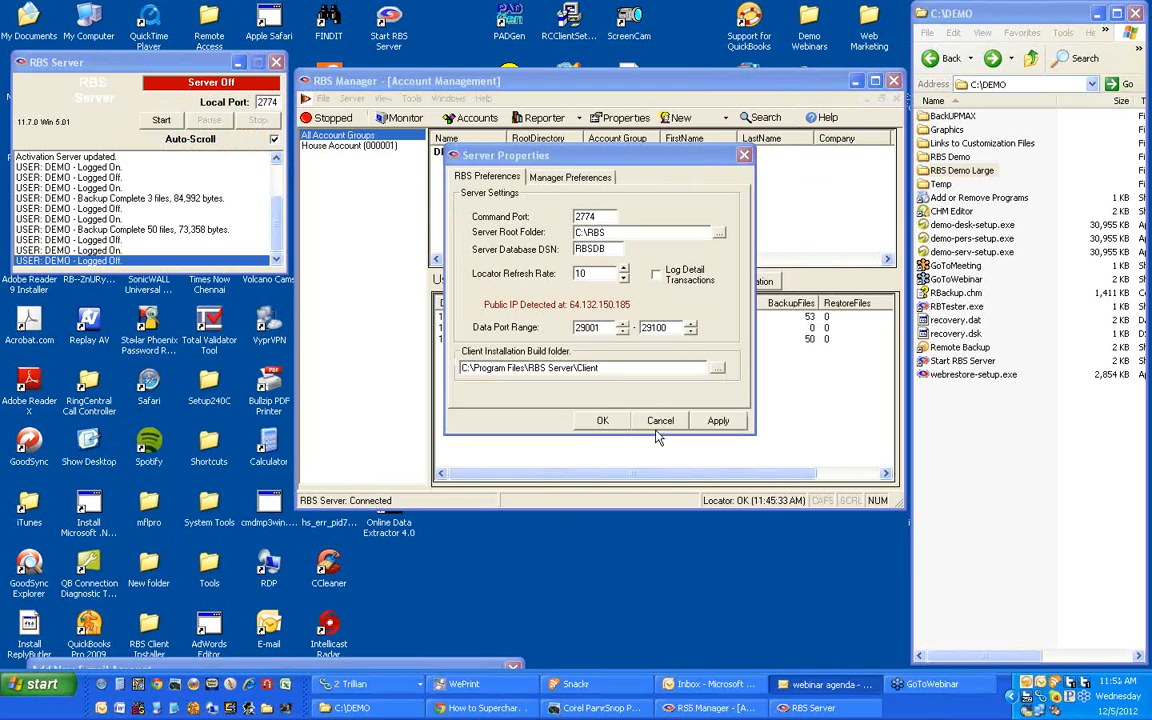 My Documents
My Computer
QuickTime Player
Remote Access
Apple Safari
FINDIT
Start RBS Server
PADGen
RCClientSet...
ScreenCam
Support for QuickBooks
Demo Webinars
Web Marketing
RBS Server
RBS Server
Server Off
Local Port: 2774
11.7.0 Win 5.01
Start
Pause
Stop
Auto-Scroll
Activation Server updated.
USER: DEMO - Logged On.
USER: DEMO - Logged Off.
USER: DEMO - Logged On.
USER: DEMO - Backup Complete 3 files, 84,992 bytes.
USER: DEMO - Logged On.
USER: DEMO - Logged Off.
USER: DEMO - Backup Complete 50 files, 73,358 bytes.
USER: DEMO - Logged Off.
USER: DEMO - Logged On.
USER: DEMO - Logged Off.
RBS Manager - [Account Management]
File Server View Tools Windows Help
Stopped Monitor Accounts Reporter Properties New Search Help
All Account Groups
House Account (000001)
Name RootDirectory Account Group FirstName LastName Company
Server Properties
RBS Preferences
Manager Preferences
Server Settings
Command Port: 2774
Server Root Folder: C:\RBS ...
Server Database DSN: RBSDB
Locator Refresh Rate: 10
Log Detail Transactions
Public IP Detected at: 64.132.150.185
Data Port Range: 29001 - 29100
Client Installation Build folder.
C:\Program Files\RBS Server\Client ...
OK
Cancel
Apply
BackupFiles RestoreFiles
53 0
0 0
50 0
RBS Server: Connected
Locator: OK (11:45:33 AM) CAPS SCRL NUM
C:\DEMO
File Edit View Favorites Tools He »
Back
Search
Address C:\DEMO
Go
Name
Size
BackUPMAX
Graphics
Links to Customization Files
RBS Demo
RBS Demo Large
Temp
Add or Remove Programs
CHM Editor
demo-desk-setup.exe 30,955 KB
demo-pers-setup.exe 30,955 KB
demo-serv-setup.exe 30,955 KB
GoToMeeting
GoToWebinar
RBackup.chm 1,411 KB
RBTester.exe
recovery.dat
recovery.dsk
Remote Backup
Start RBS Server
webrestore-setup.exe 2,854 KB
Adobe Reader 9 Installer
RB--ZnURy...
SonicWALL Universal ...
Times Now Chennai
Volcano Cams
Acrobat.com
Replay AV
Stellar Phoenix Password R...
Total Validator Tool
VyprVPN
Adobe Reader X
RingCentral Call Controller
Safari
Setup240C
Bullzip PDF Printer
GoodSync
Show Desktop
Spotify
Shortcuts
Calculator
iTunes
Install Microsoft .N...
mflpro
System Tools
cmdmp3win...
hs_err_pid7...
Online Data Extractor 4.0
GoodSync Explorer
QB Connection Diagnostic T...
New folder
Tools
RDP
CCleaner
Install ReplyButler
QuickBooks Pro 2009
RBS Client Installer
AdWords Editor
E-mail
Intellicast Radar
start
2 Trillian
WePrint
Snackr
Inbox - Microsoft ...
webinar agenda - ...
GoToWebinar
C:\DEMO
How to Superchar...
RBS Manager - [A...
RBS Server
11:51 AM
Wednesday
12/5/2012